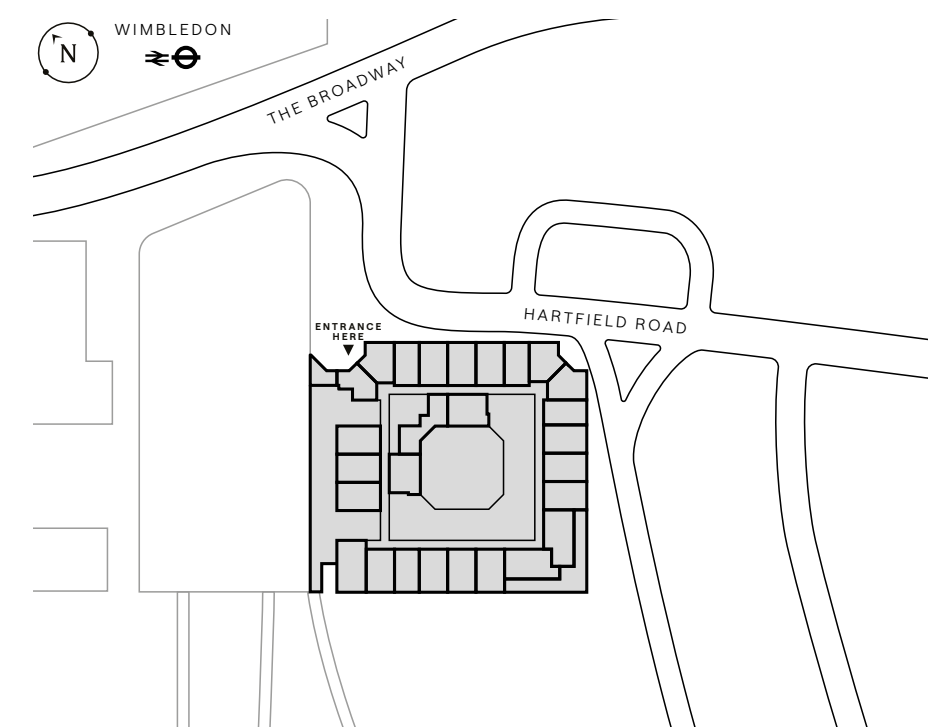 WIMBLEDON
N
THE BROADWAY
HARTFIELD ROAD
ENTRANCE
HERE